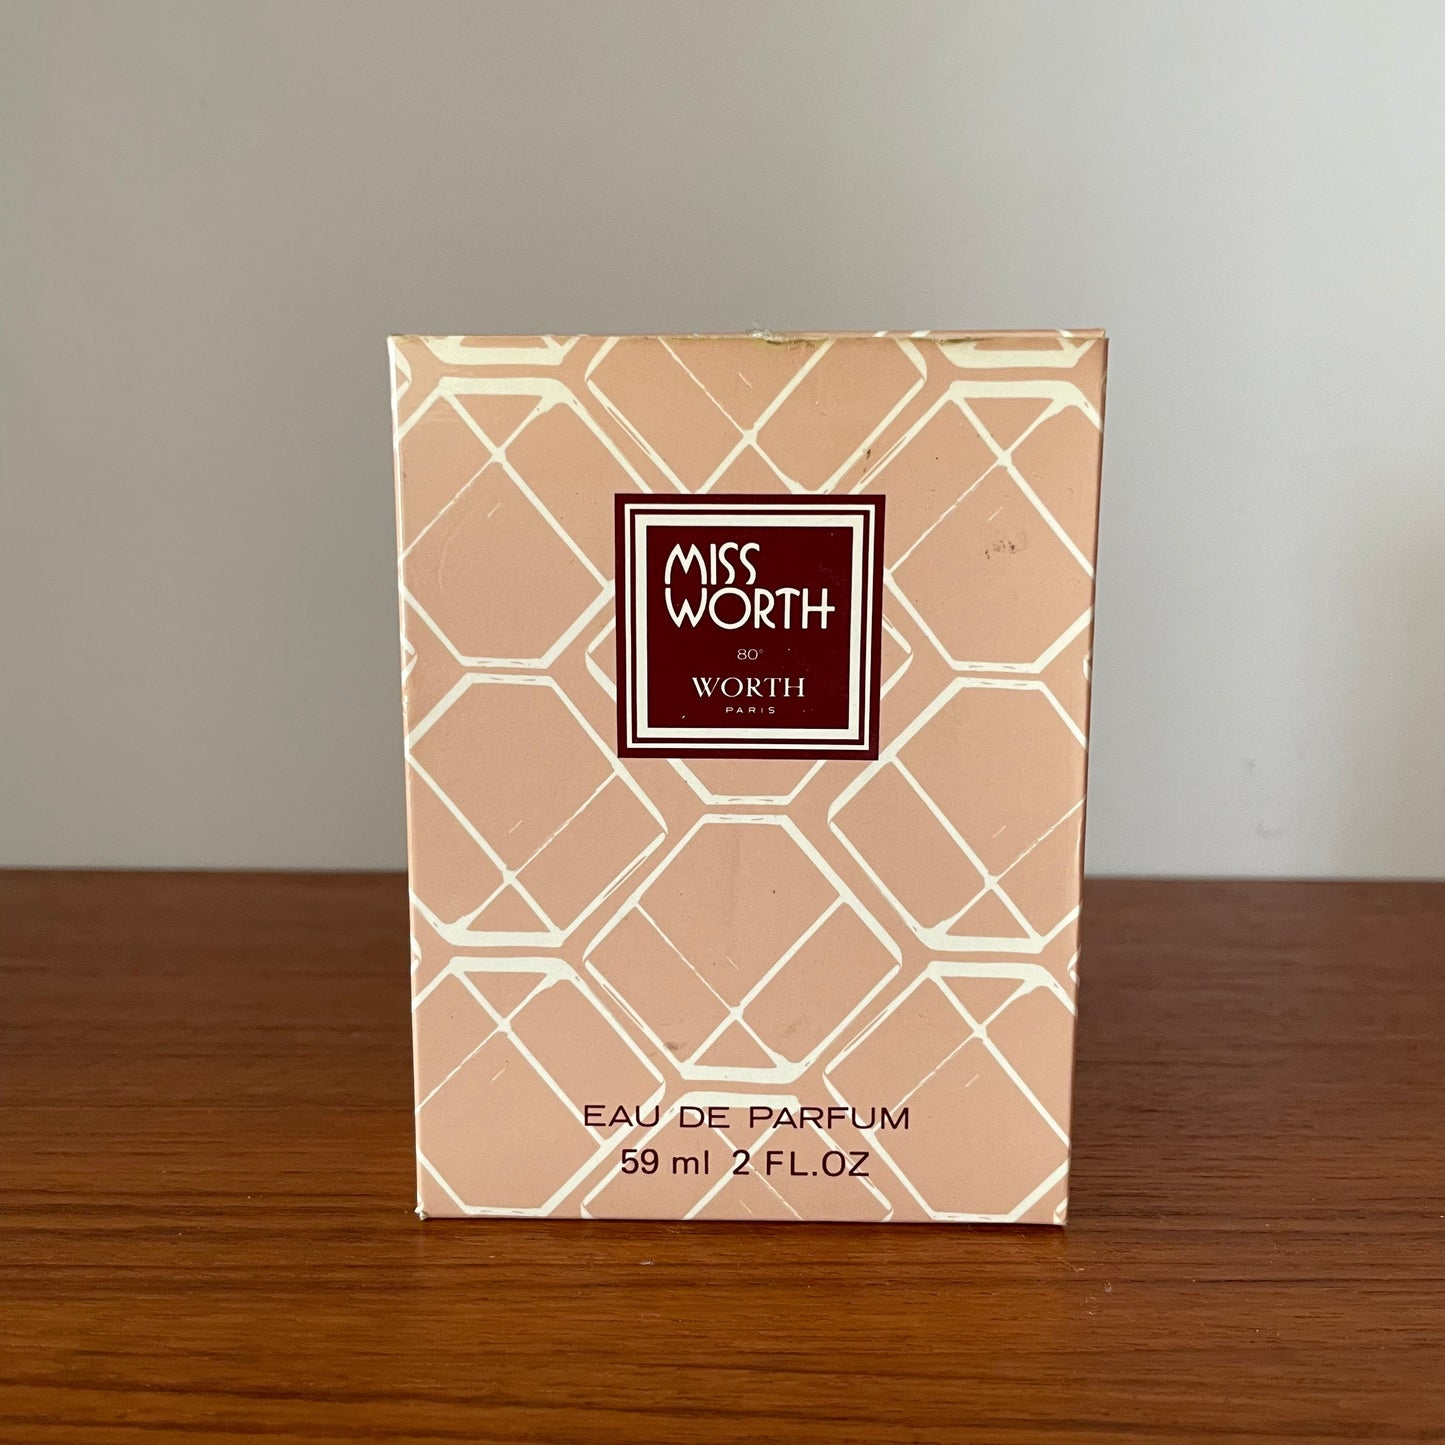 MISS
WORTH
80°
WORTH
PARIS
EAU DE PARFUM
59 ml 2 FL.OZ